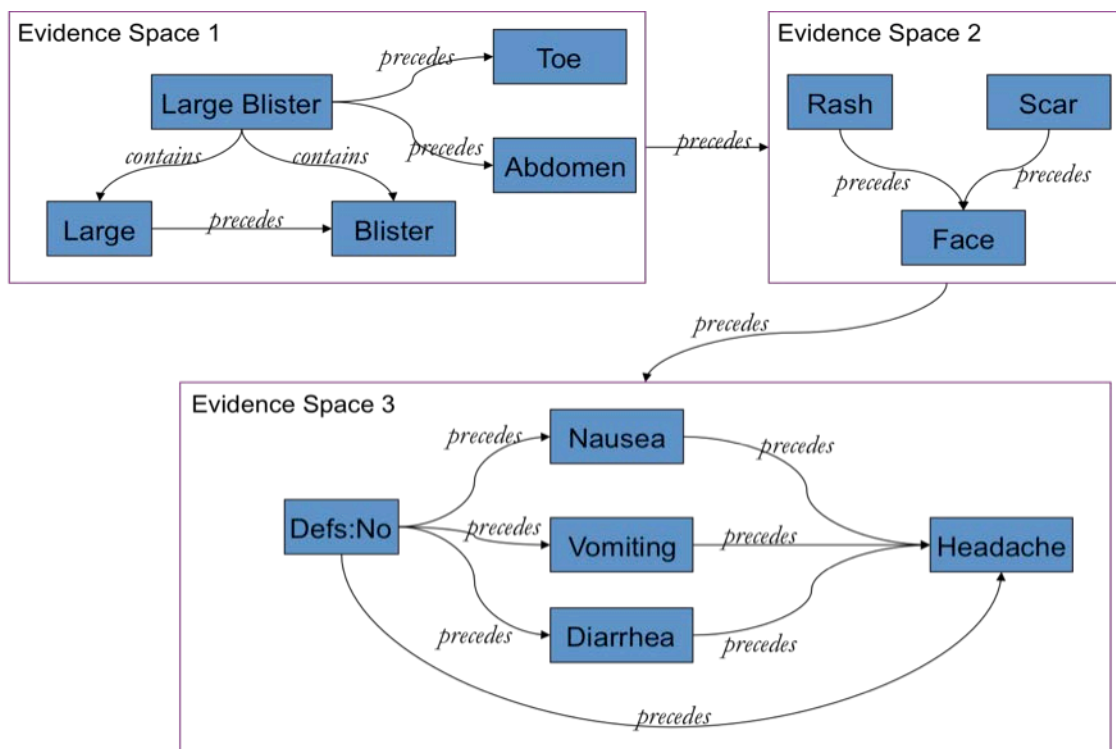 Evidence Space 1
precedes
Toe
Large Blister
precedes
Abdomen
contains
contains
Large
precedes
Blister
precedes
Evidence Space 2
Rash
Scar
precedes
precedes
Face
precedes
Evidence Space 3
precedes
Nausea
precedes
Defs:No
precedes
Vomiting
precedes
Headache
precedes
Diarrhea
precedes
precedes